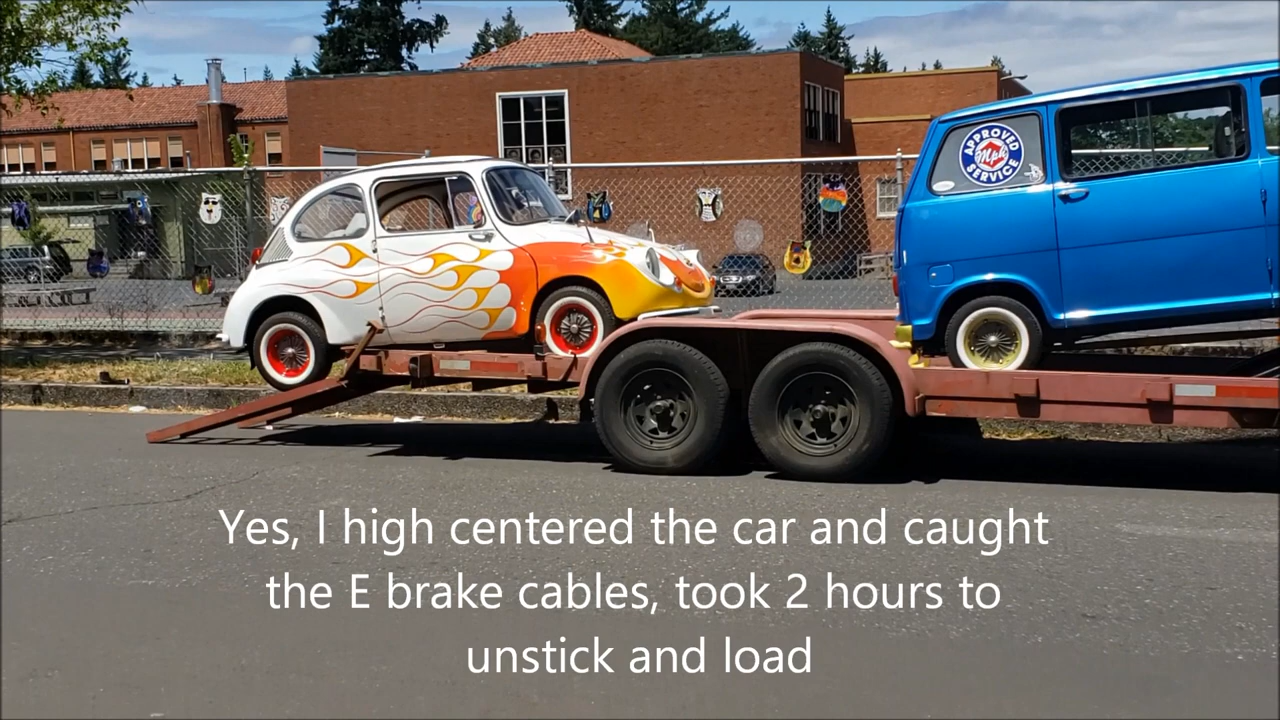 APPROVED
Mph
SERVICE
Yes, I high centered the car and caught
the E brake cables, took 2 hours to
unstick and load